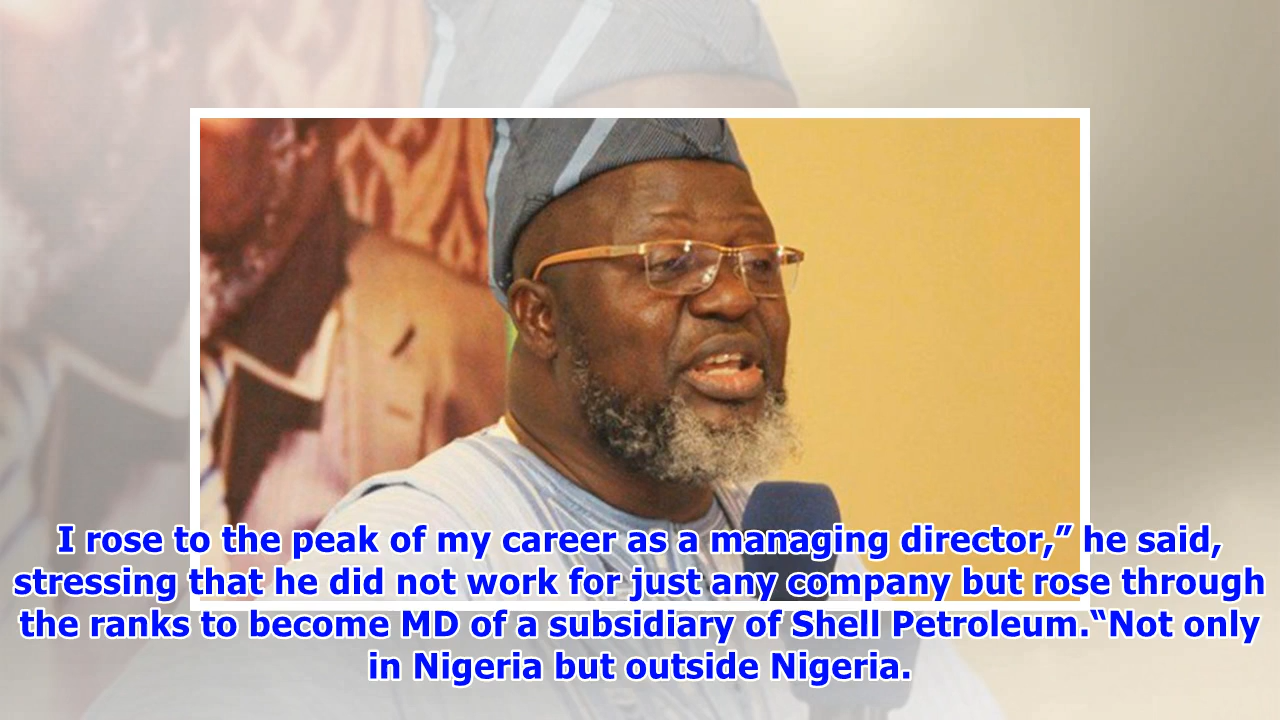 I rose to the peak of my career as a managing director,” he said,
stressing that he did not work for just any company but rose through
the ranks to become MD of a subsidiary of Shell Petroleum.“Not only
in Nigeria but outside Nigeria.